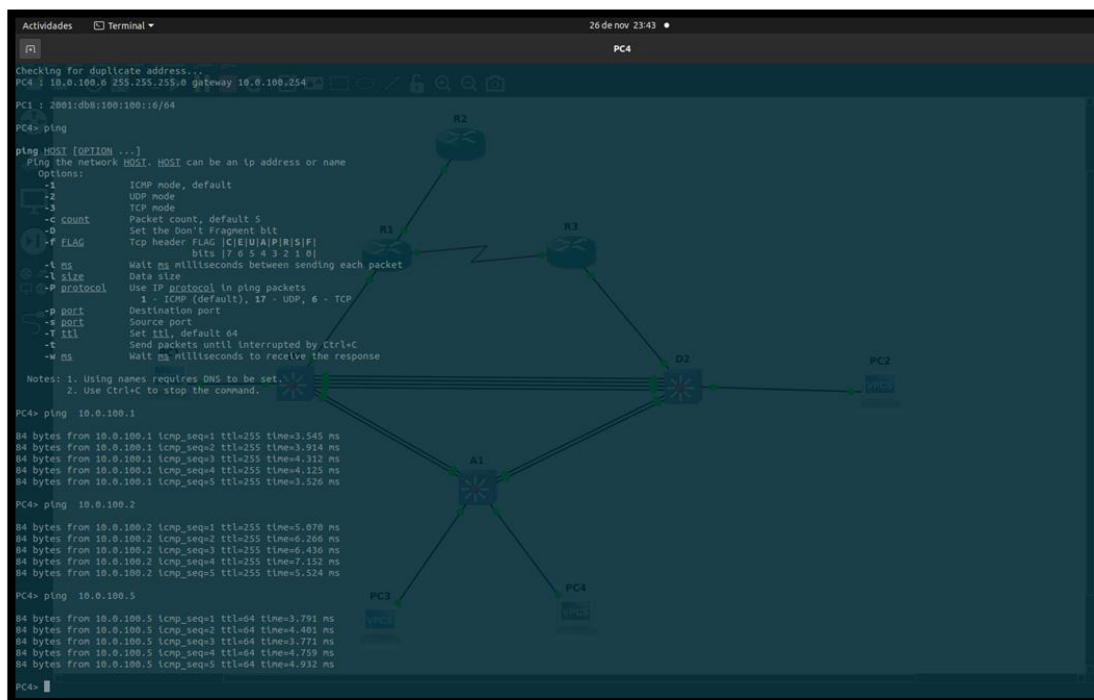 Actividades Terminal 26 de nov 23:43
PC4
Checking for duplicate address...
PC4 : 10.0.100.6 255.255.255.0 gateway 10.0.100.254
PC1 : 2001:db8:100:100::6/64
PC4> ping
ping HOST [OPTION ...]
Ping the network HOST. HOST can be an ip address or name
Options:
-1 ICMP mode, default
-2 UDP mode
-3 TCP mode
-c count Packet count, default 5
-D Set the Don't Fragment bit
-f FLAG Tcp header FLAG |C|E|U|A|P|R|S|F|
bits |7 6 5 4 3 2 1 0|
-i ms Wait ms milliseconds between sending each packet
-l size Data size
-P protocol Use IP protocol in ping packets
1 - ICMP (default), 17 - UDP, 6 - TCP
-p port Destination port
-s port Source port
-T ttl Set ttl, default 64
-t Send packets until interrupted by Ctrl+C
-w ms Wait ms milliseconds to receive the response
Notes: 1. Using names requires DNS to be set.
2. Use Ctrl+C to stop the command.
PC4> ping 10.0.100.1
84 bytes from 10.0.100.1 icmp_seq=1 ttl=255 time=3.545 ms
84 bytes from 10.0.100.1 icmp_seq=2 ttl=255 time=3.914 ms
84 bytes from 10.0.100.1 icmp_seq=3 ttl=255 time=4.312 ms
84 bytes from 10.0.100.1 icmp_seq=4 ttl=255 time=4.125 ms
84 bytes from 10.0.100.1 icmp_seq=5 ttl=255 time=3.526 ms
PC4> ping 10.0.100.2
84 bytes from 10.0.100.2 icmp_seq=1 ttl=255 time=5.070 ms
84 bytes from 10.0.100.2 icmp_seq=2 ttl=255 time=6.266 ms
84 bytes from 10.0.100.2 icmp_seq=3 ttl=255 time=6.436 ms
84 bytes from 10.0.100.2 icmp_seq=4 ttl=255 time=7.152 ms
84 bytes from 10.0.100.2 icmp_seq=5 ttl=255 time=5.524 ms
PC4> ping 10.0.100.5
84 bytes from 10.0.100.5 icmp_seq=1 ttl=64 time=3.791 ms
84 bytes from 10.0.100.5 icmp_seq=2 ttl=64 time=4.401 ms
84 bytes from 10.0.100.5 icmp_seq=3 ttl=64 time=3.771 ms
84 bytes from 10.0.100.5 icmp_seq=4 ttl=64 time=4.759 ms
84 bytes from 10.0.100.5 icmp_seq=5 ttl=64 time=4.932 ms
PC4>
R2
R1
R3
D2
PC2
VPCS
A1
PC3
VPCS
PC4
VPCS